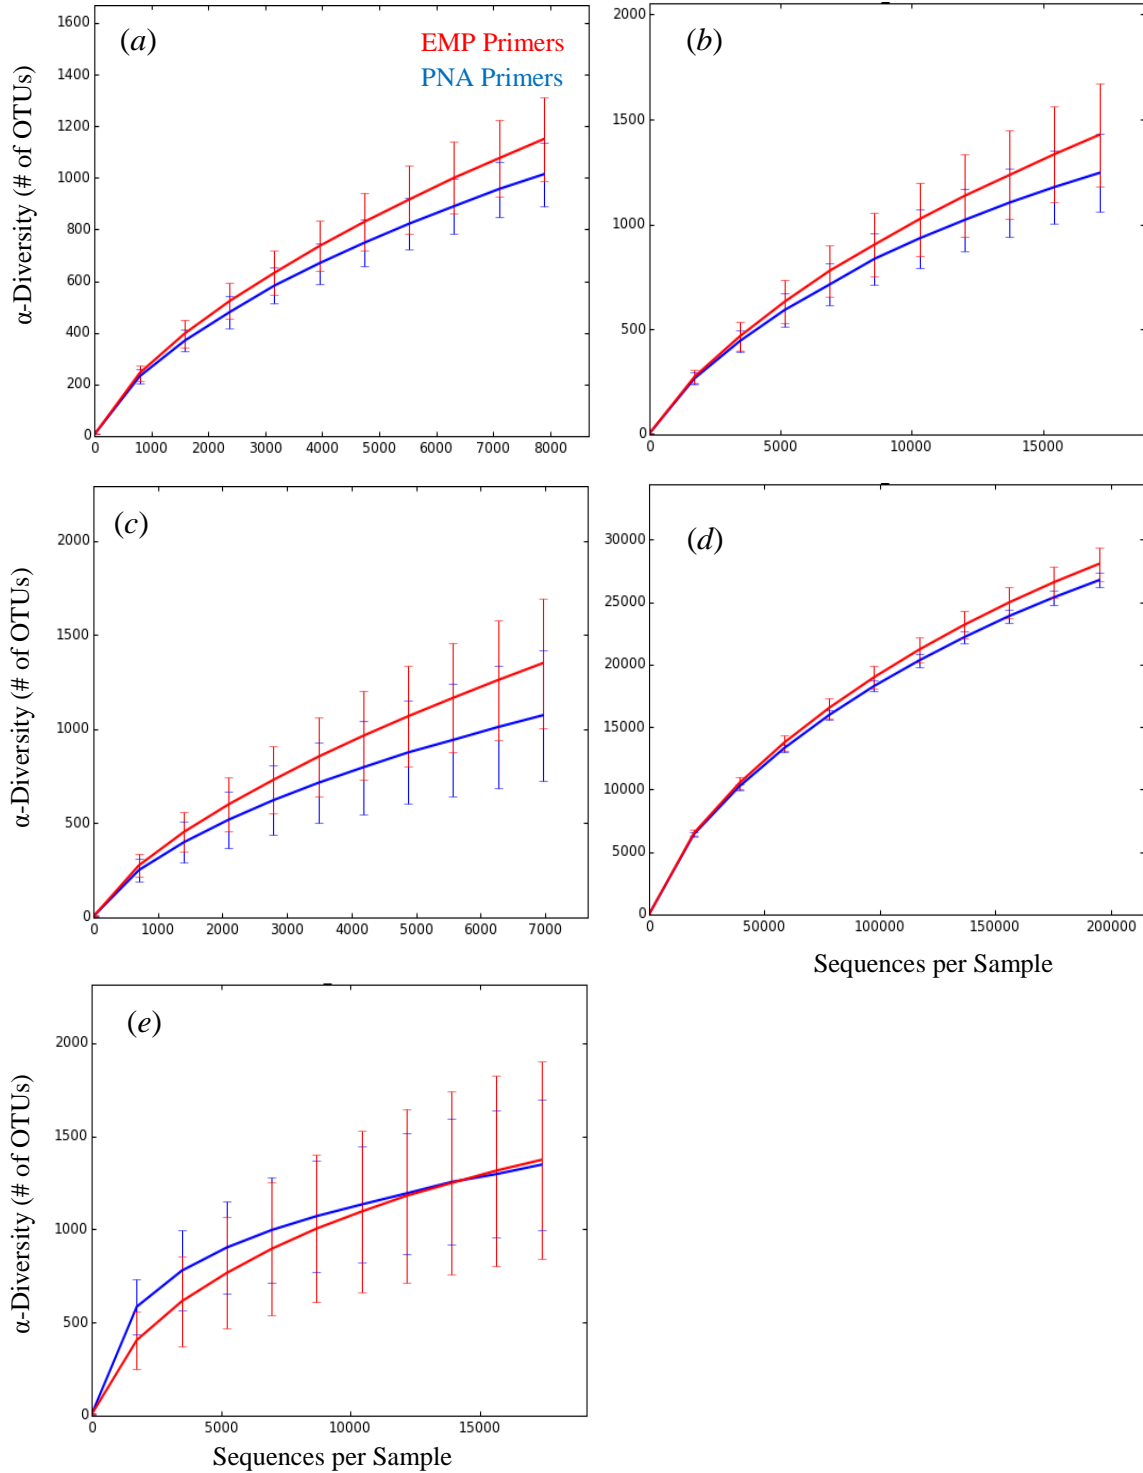 (a)
EMP Primers
PNA Primers
α-Diversity (# of OTUs)
1600
1400
1200
1000
800
600
400
200
0
1000 2000 3000 4000 5000 6000 7000 8000
(b)
2000
1500
1000
500
0
0 5000 10000 15000
(c)
α-Diversity (# of OTUs)
2000
1500
1000
500
0
0 1000 2000 3000 4000 5000 6000 7000
(d)
30000
25000
20000
15000
10000
5000
0
0 50000 100000 150000 200000
Sequences per Sample
(e)
α-Diversity (# of OTUs)
2000
1500
1000
500
0
0 5000 10000 15000
Sequences per Sample